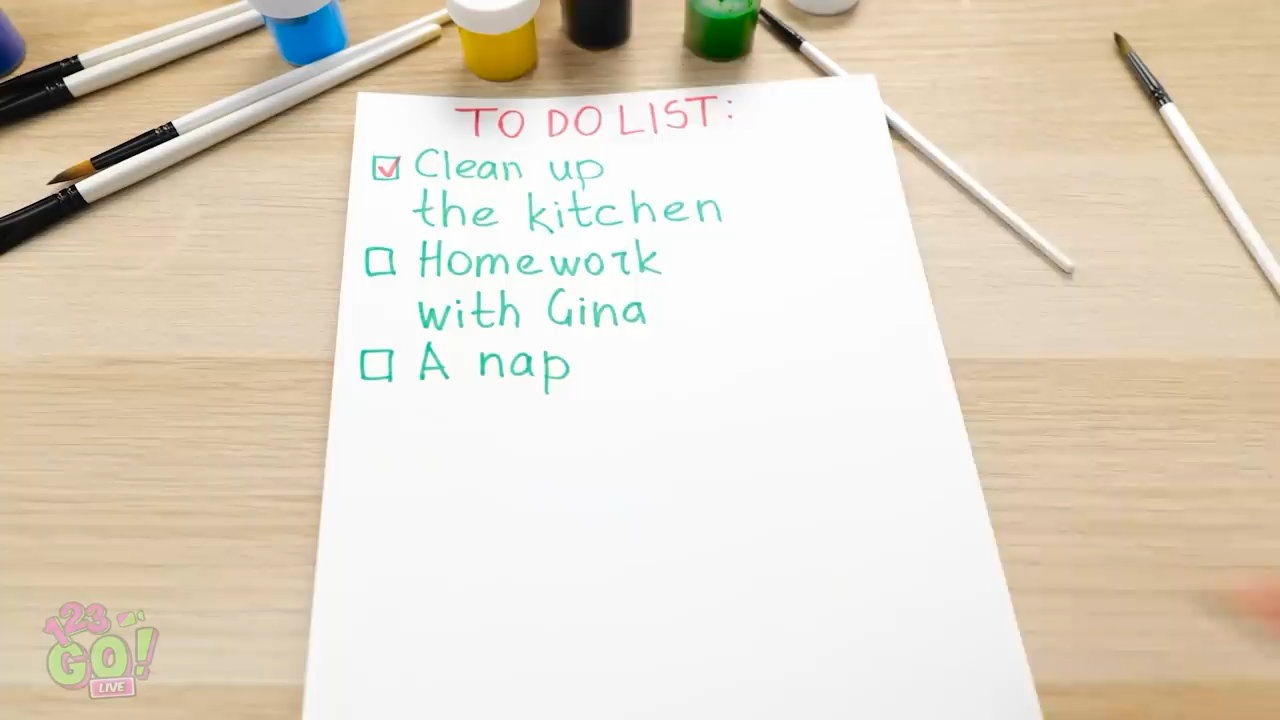 TO DO LIST:
Clean up
the kitchen
Homework
with Gina
A nap
123
GO!
LIVE